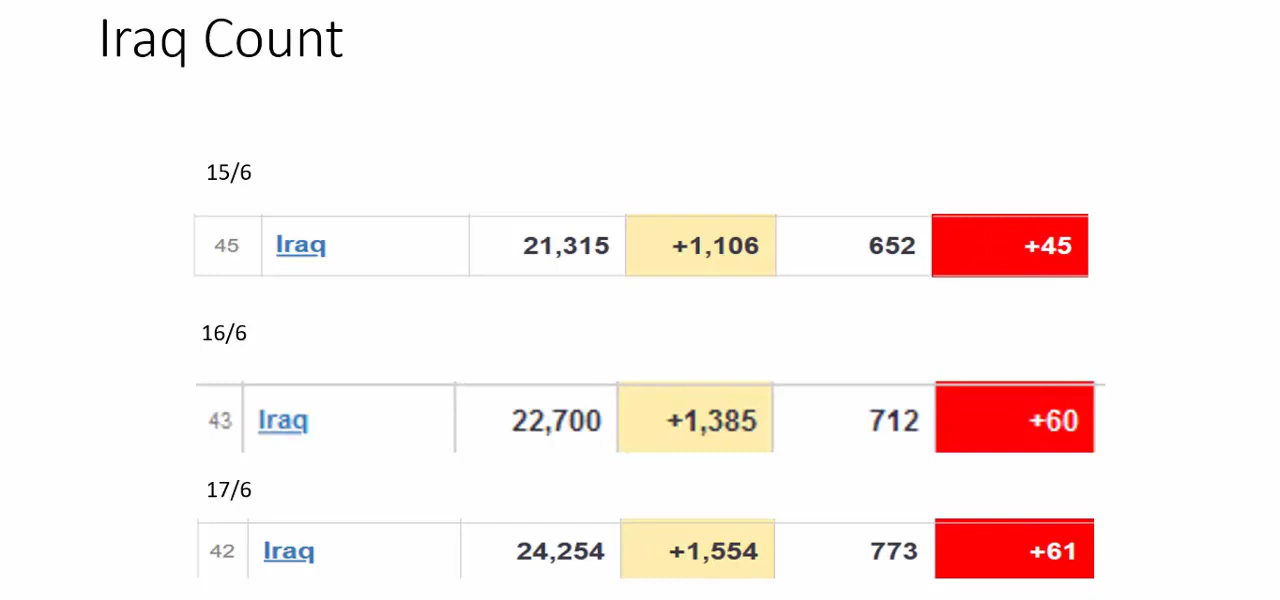 Iraq Count
15/6
45 Iraq 21,315 +1,106 652 +45
16/6
43 Iraq 22,700 +1,385 712 +60
17/6
42 Iraq 24,254 +1,554 773 +61